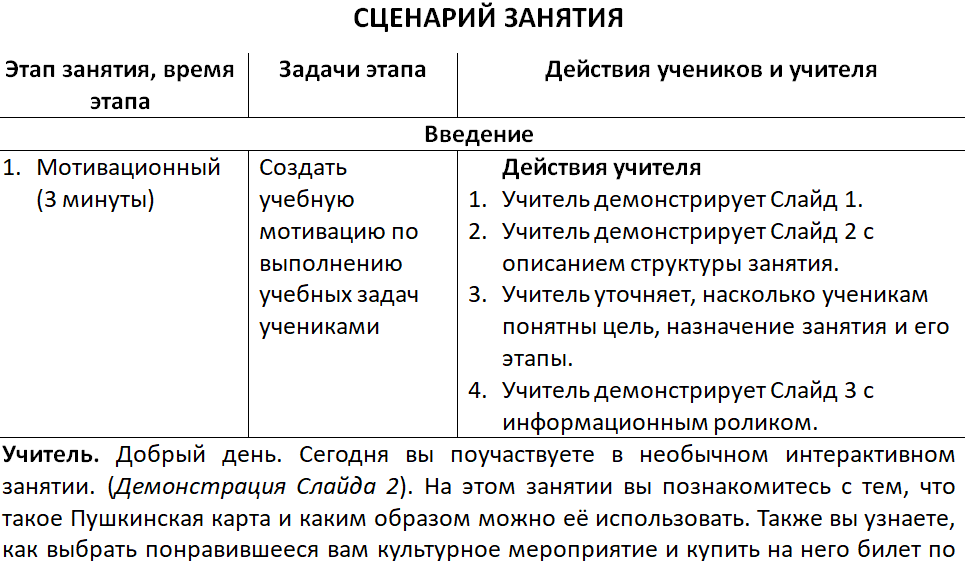 СЦЕНАРИЙ ЗАНЯТИЯ
Этап занятия, время
этапа
Задачи этапа
Действия учеников и учителя
Введение
1. Мотивационный
(3 минуты)
Создать
учебную
мотивацию по
выполнению
учебных задач
учениками
Действия учителя
1. Учитель демонстрирует Слайд 1.
2. Учитель демонстрирует Слайд 2 с
описанием структуры занятия.
3. Учитель уточняет, насколько ученикам
понятны цель, назначение занятия и его
этапы.
4. Учитель демонстрирует Слайд 3 с
информационным роликом.
Учитель. Добрый день. Сегодня вы поучаствуете в необычном интерактивном
занятии. (Демонстрация Слайда 2). На этом занятии вы познакомитесь с тем, что
такое Пушкинская карта и каким образом можно её использовать. Также вы узнаете,
как выбрать понравившееся вам культурное мероприятие и купить на него билет по